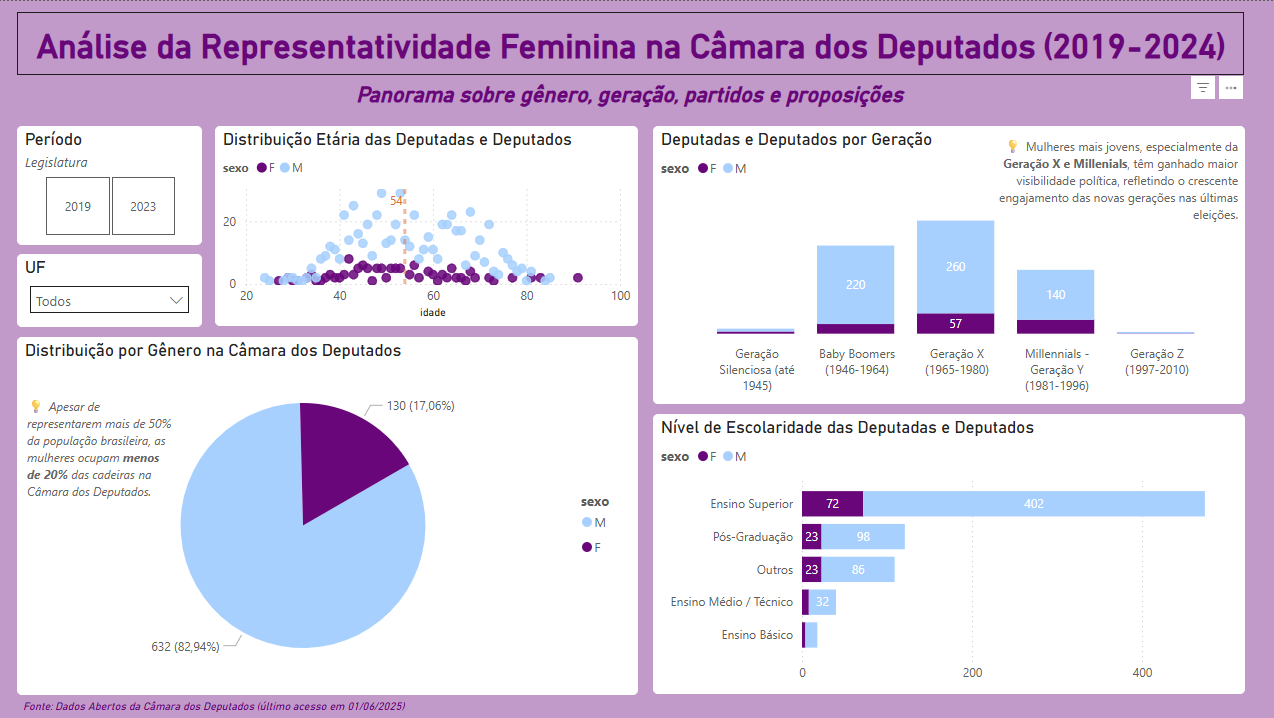 Análise da Representatividade Feminina na Câmara dos Deputados (2019-2024)
Panorama sobre gênero, geração, partidos e proposições
Período
Legislatura
2019
2023
UF
Todos
Distribuição Etária das Deputadas e Deputados
sexo F M
54
20
0
20 40 60 80 100
idade
Deputadas e Deputados por Geração
sexo F M
💡 Mulheres mais jovens, especialmente da
Geração X e Millenials, têm ganhado maior
visibilidade política, refletindo o crescente
engajamento das novas gerações nas últimas
eleições.
220
260
57
140
Geração
Silenciosa (até
1945)
Baby Boomers
(1946-1964)
Geração X
(1965-1980)
Millennials -
Geração Y
(1981-1996)
Geração Z
(1997-2010)
Distribuição por Gênero na Câmara dos Deputados
💡 Apesar de
representarem mais de 50%
da população brasileira, as
mulheres ocupam menos
de 20% das cadeiras na
Câmara dos Deputados.
130 (17,06%)
632 (82,94%)
sexo
M
F
Nível de Escolaridade das Deputadas e Deputados
sexo F M
Ensino Superior 72 402
Pós-Graduação 23 98
Outros 23 86
Ensino Médio / Técnico 32
Ensino Básico
0 200 400
Fonte: Dados Abertos da Câmara dos Deputados (último acesso em 01/06/2025)